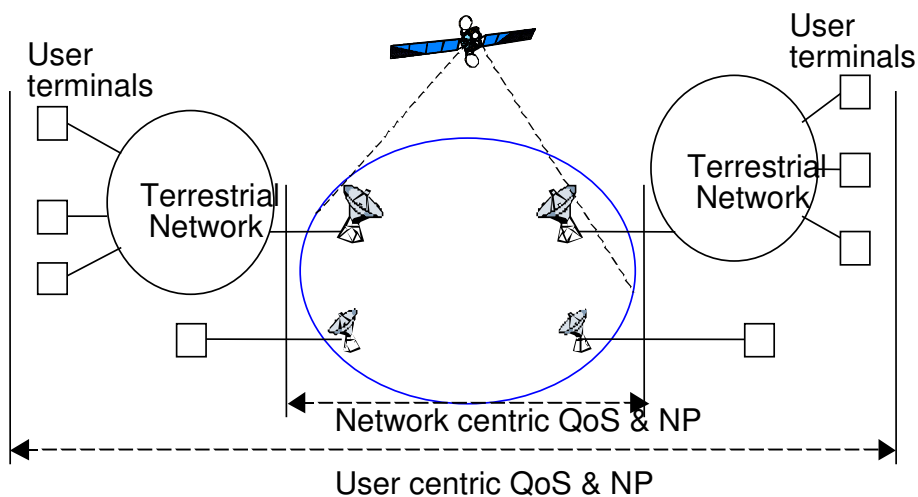 User
terminals
User
terminals
Terrestrial
Network
Terrestrial
Network
Network centric QoS & NP
User centric QoS & NP